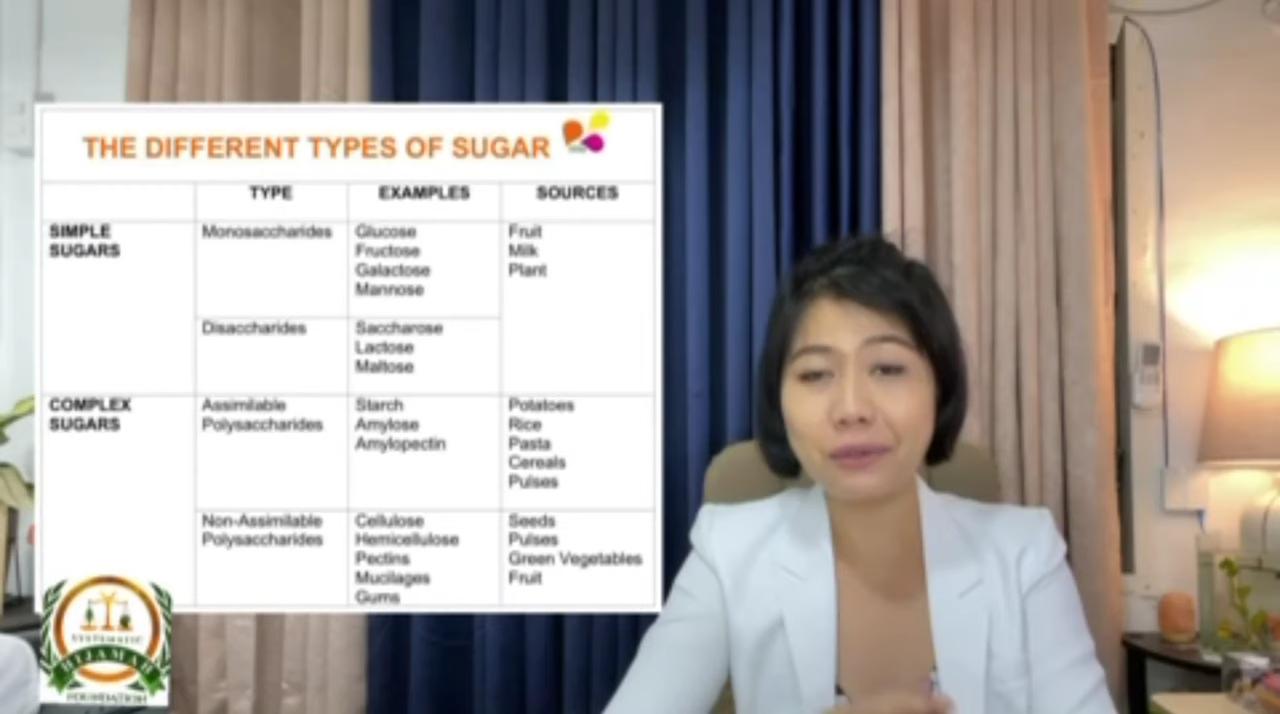 THE DIFFERENT TYPES OF SUGAR
TYPE EXAMPLES SOURCES
SIMPLE SUGARS
Monosaccharides
Glucose
Fructose
Galactose
Mannose
Fruit
Milk
Plant
Disaccharides
Saccharose
Lactose
Maltose
COMPLEX SUGARS
Assimilable
Polysaccharides
Starch
Amylose
Amylopectin
Potatoes
Rice
Pasta
Cereals
Pulses
Non-Assimilable
Polysaccharides
Cellulose
Hemicellulose
Pectins
Mucilages
Gums
Seeds
Pulses
Green Vegetables
Fruit
SYSTEMATIC
BIJAMAH
FOUNDATION